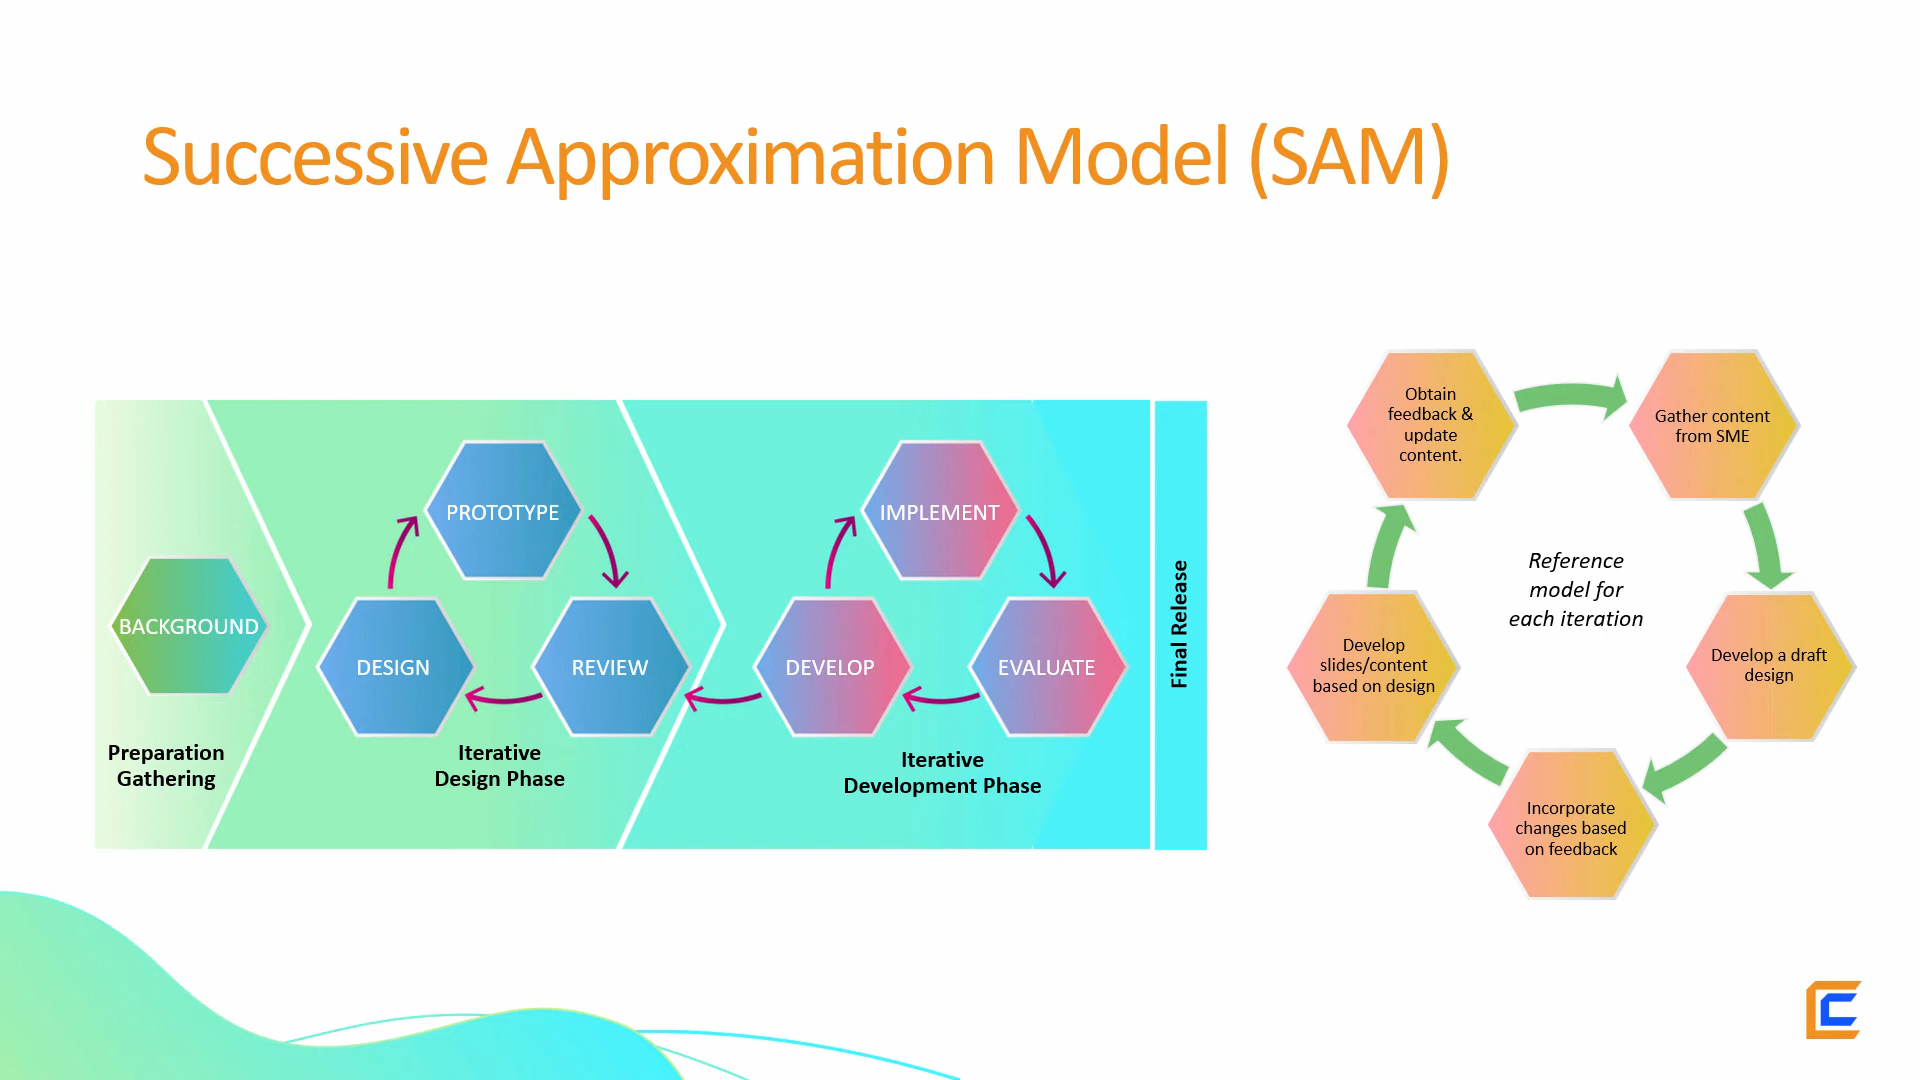 Successive Approximation Model (SAM)
BACKGROUND
Preparation
Gathering
PROTOTYPE
DESIGN
REVIEW
Iterative
Design Phase
IMPLEMENT
DEVELOP
EVALUATE
Iterative
Development Phase
Final Release
Obtain
feedback &
update
content.
Gather content
from SME
Develop a draft
design
Incorporate
changes based
on feedback
Develop
slides/content
based on design
Reference
model for
each iteration